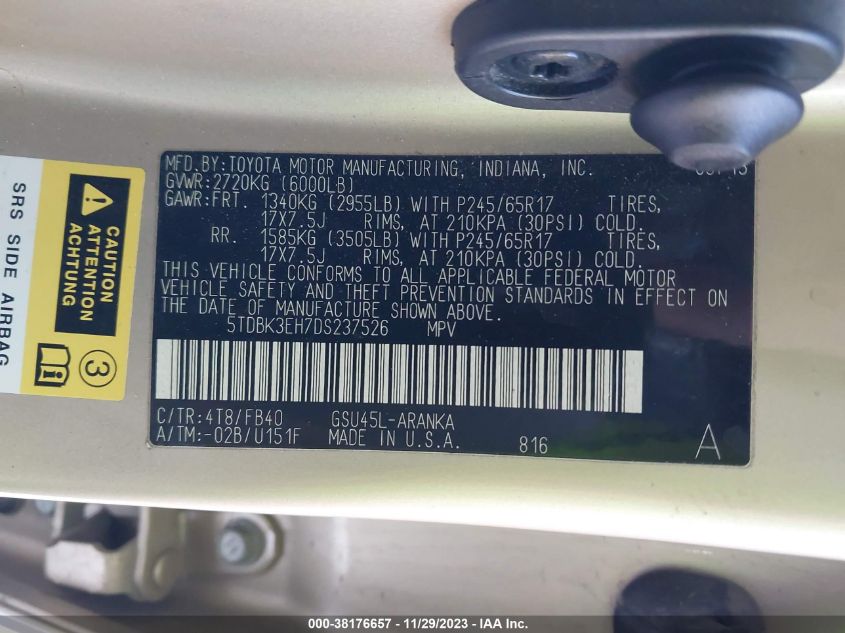 MFD.BY:TOYOTA MOTOR MANUFACTURING, INDIANA, INC.
GVWR:2720KG (6000LB)
GAWR:FRT. 1340KG (2955LB) WITH P245/65R17 TIRES,
17X7.5J RIMS, AT 210KPA (30PSI) COLD.
RR. 1585KG (3505LB) WITH P245/65R17 TIRES,
17X7.5J RIMS, AT 210KPA (30PSI) COLD.
THIS VEHICLE CONFORMS TO ALL APPLICABLE FEDERAL MOTOR
VEHICLE SAFETY AND THEFT PREVENTION STANDARDS IN EFFECT ON
THE DATE OF MANUFACTURE SHOWN ABOVE.
5TDBK3EH7DS237526 MPV
C/TR:4T8/FB40 GSU45L-ARANKA
A/TM:-02B/U151F MADE IN U.S.A. 816 A
SRS SIDE AIRBAG
CAUTION
ATTENTION
ACHTUNG
i 3
000-38176657 - 11/29/2023 - IAA Inc.